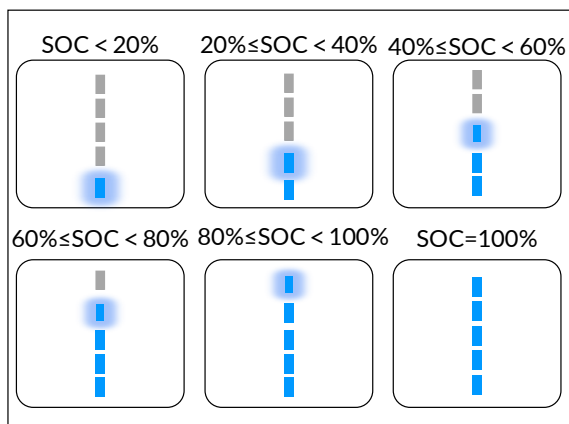 SOC < 20%
20%≤SOC < 40%
40%≤SOC < 60%
60%≤SOC < 80%
80%≤SOC < 100%
SOC=100%